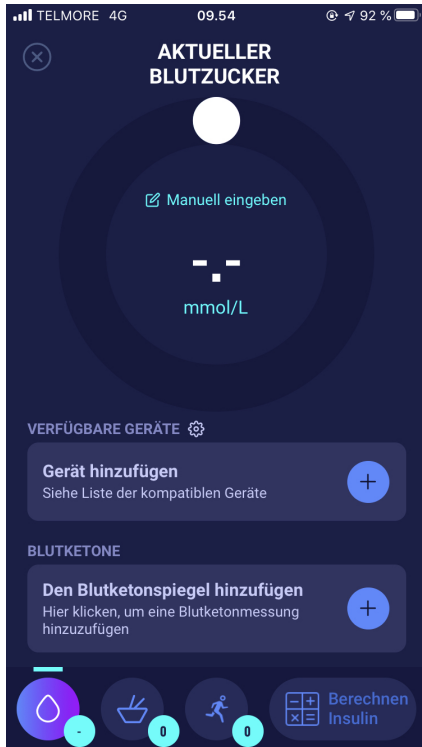 TELMORE 4G 09.54 92 %
AKTUELLER
BLUTZUCKER
Manuell eingeben
-.-
mmol/L
VERFÜGBARE GERÄTE
Gerät hinzufügen
Siehe Liste der kompatiblen Geräte
BLUTKETONE
Den Blutketonspiegel hinzufügen
Hier klicken, um eine Blutketonmessung
hinzuzufügen
- 0 0
Berechnen
Insulin